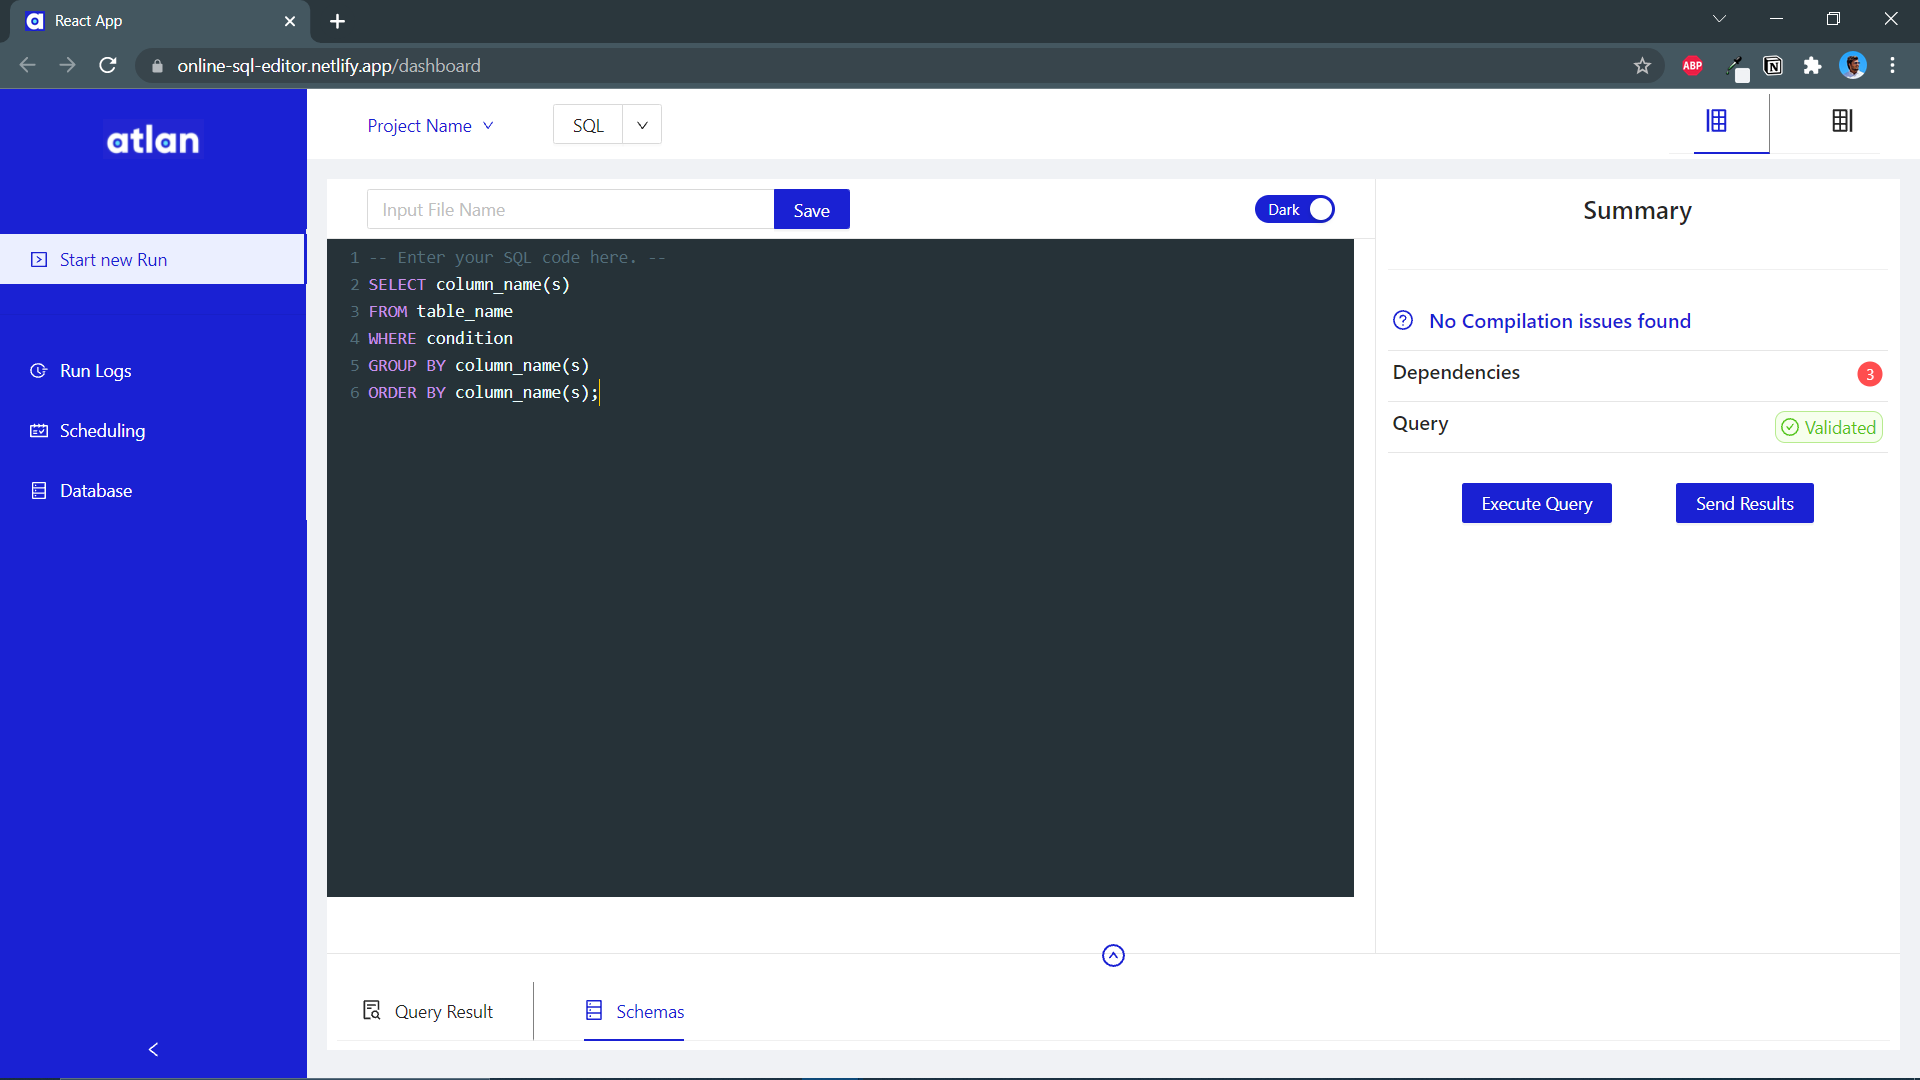 React App
online-sql-editor.netlify.app/dashboard
ABP
atlan
Project Name
SQL
Input File Name
Save
Dark
Summary
Start new Run
Run Logs
Scheduling
Database
1 -- Enter your SQL code here. --
2 SELECT column_name(s)
3 FROM table_name
4 WHERE condition
5 GROUP BY column_name(s)
6 ORDER BY column_name(s);
No Compilation issues found
Dependencies
3
Query
Validated
Execute Query
Send Results
Query Result
Schemas